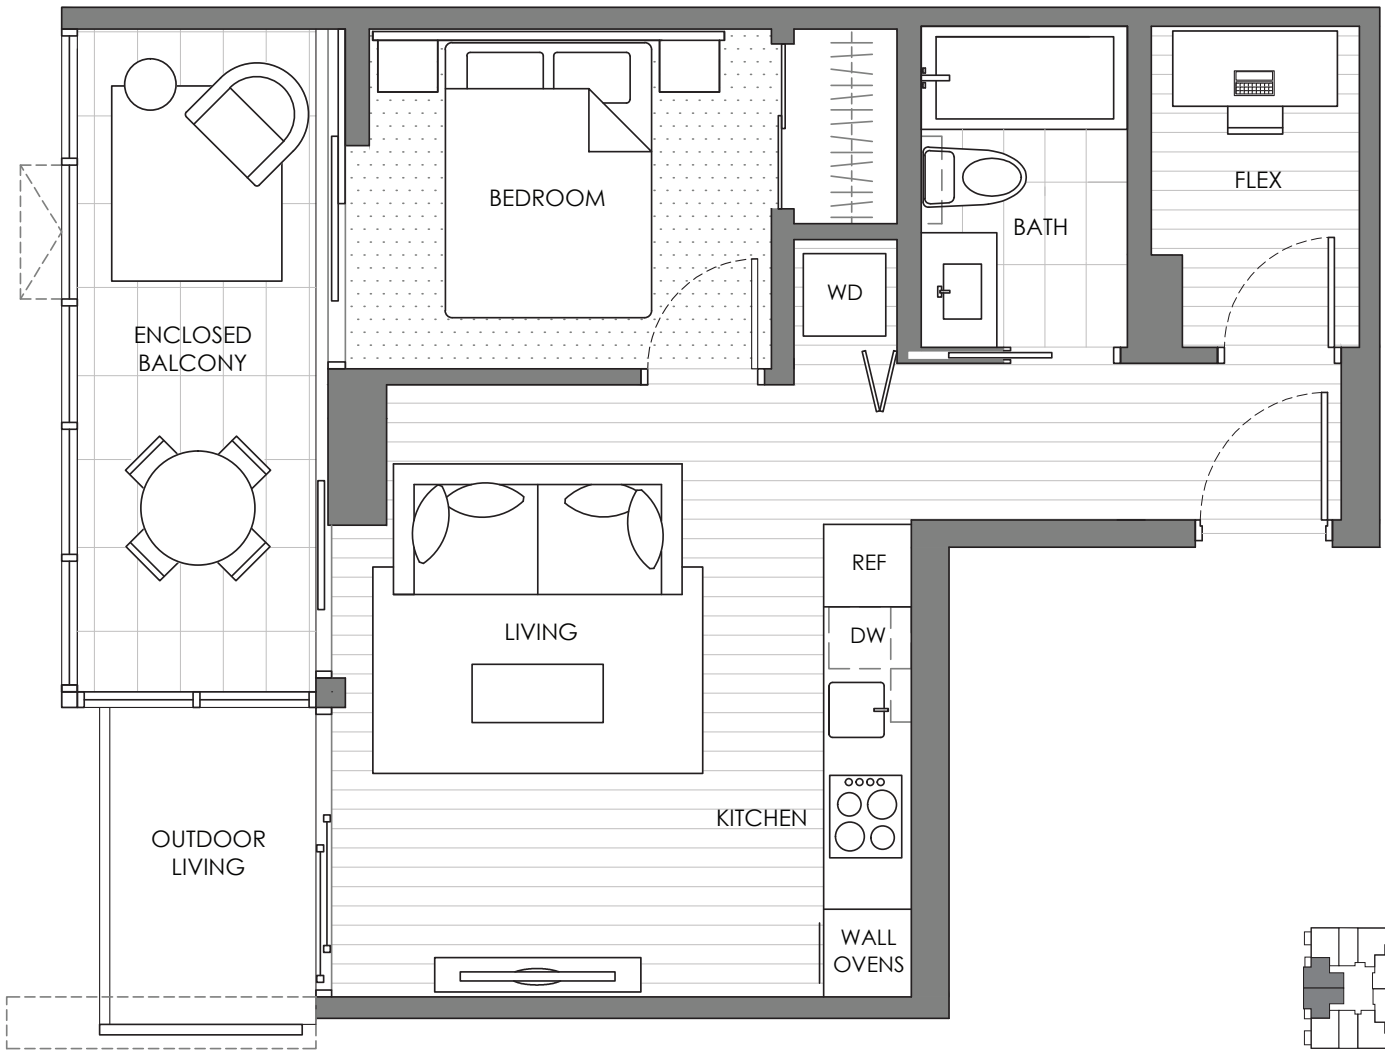 BEDROOM
FLEX
BATH
WD
ENCLOSED
BALCONY
REF
LIVING
DW
KITCHEN
OUTDOOR
LIVING
WALL
OVENS